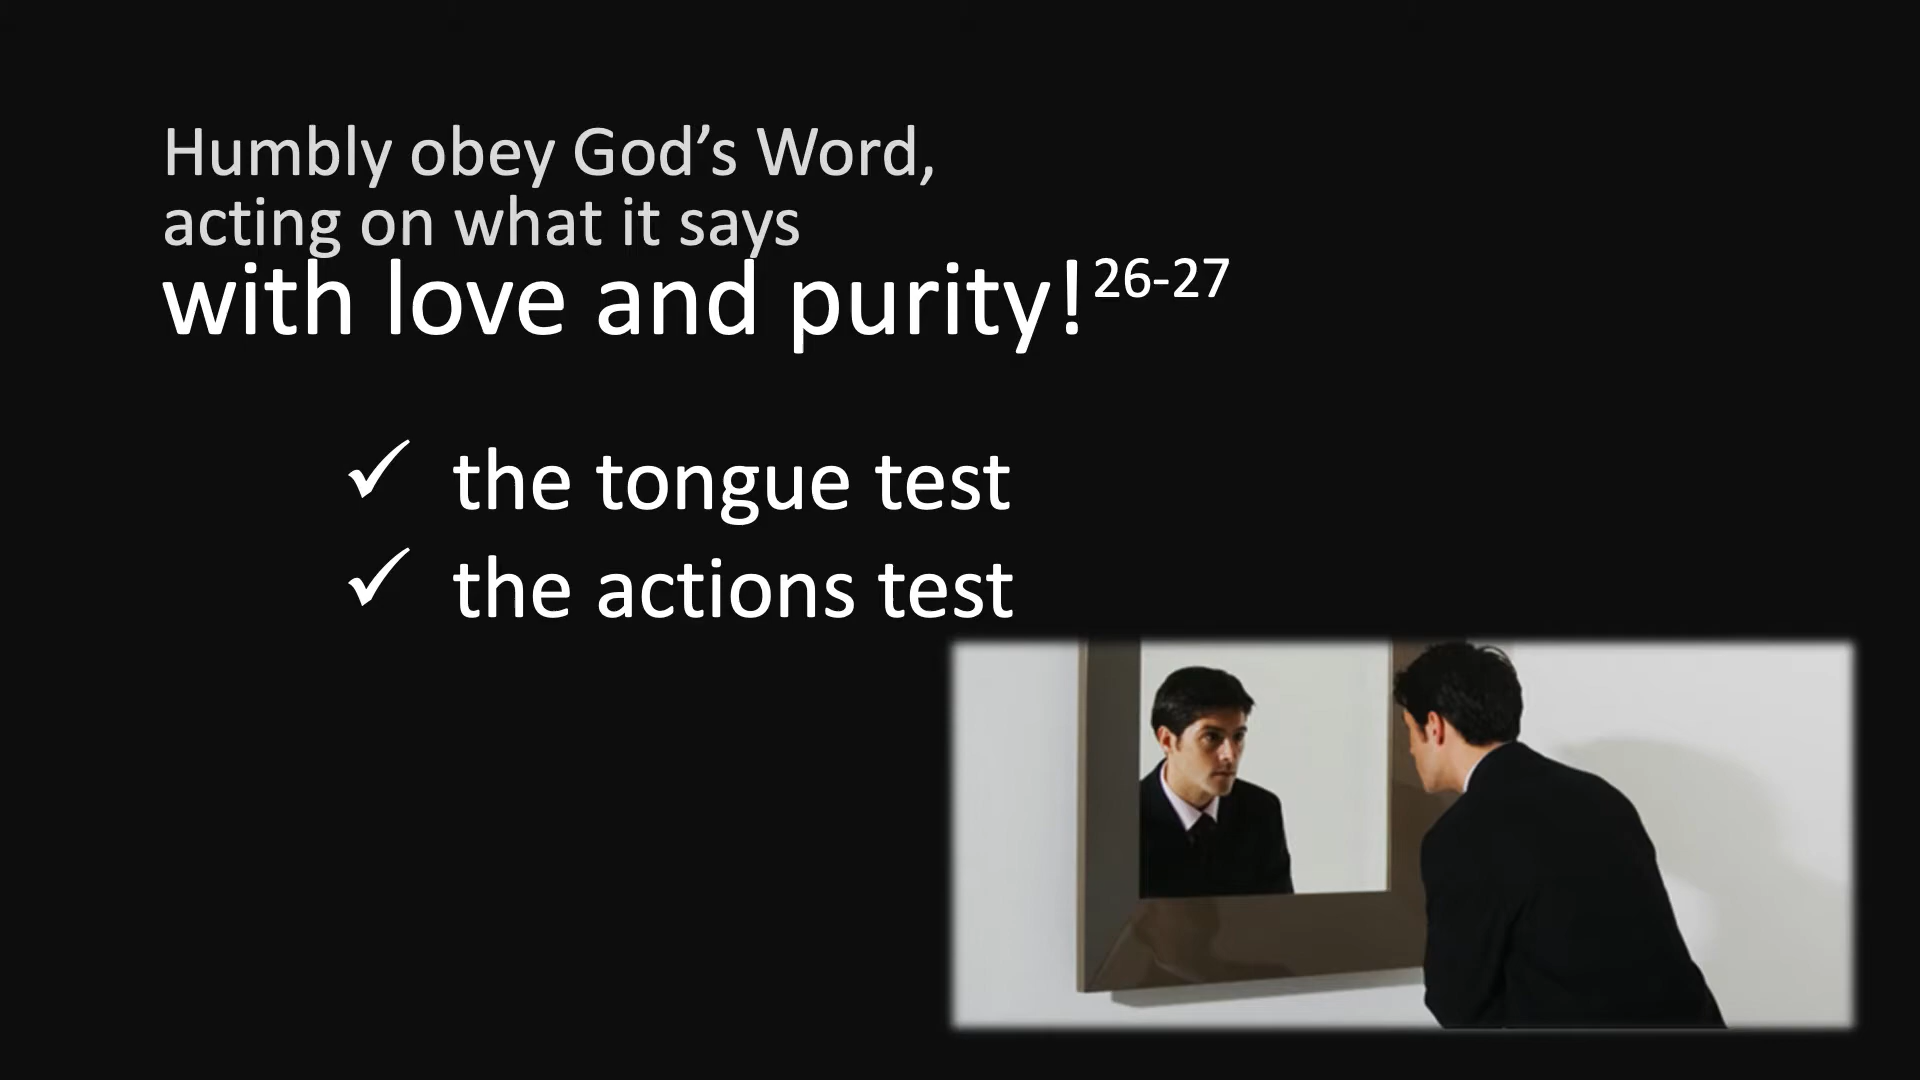 Humbly obey God’s Word,
acting on what it says
with love and purity!26-27
✓ the tongue test
✓ the actions test